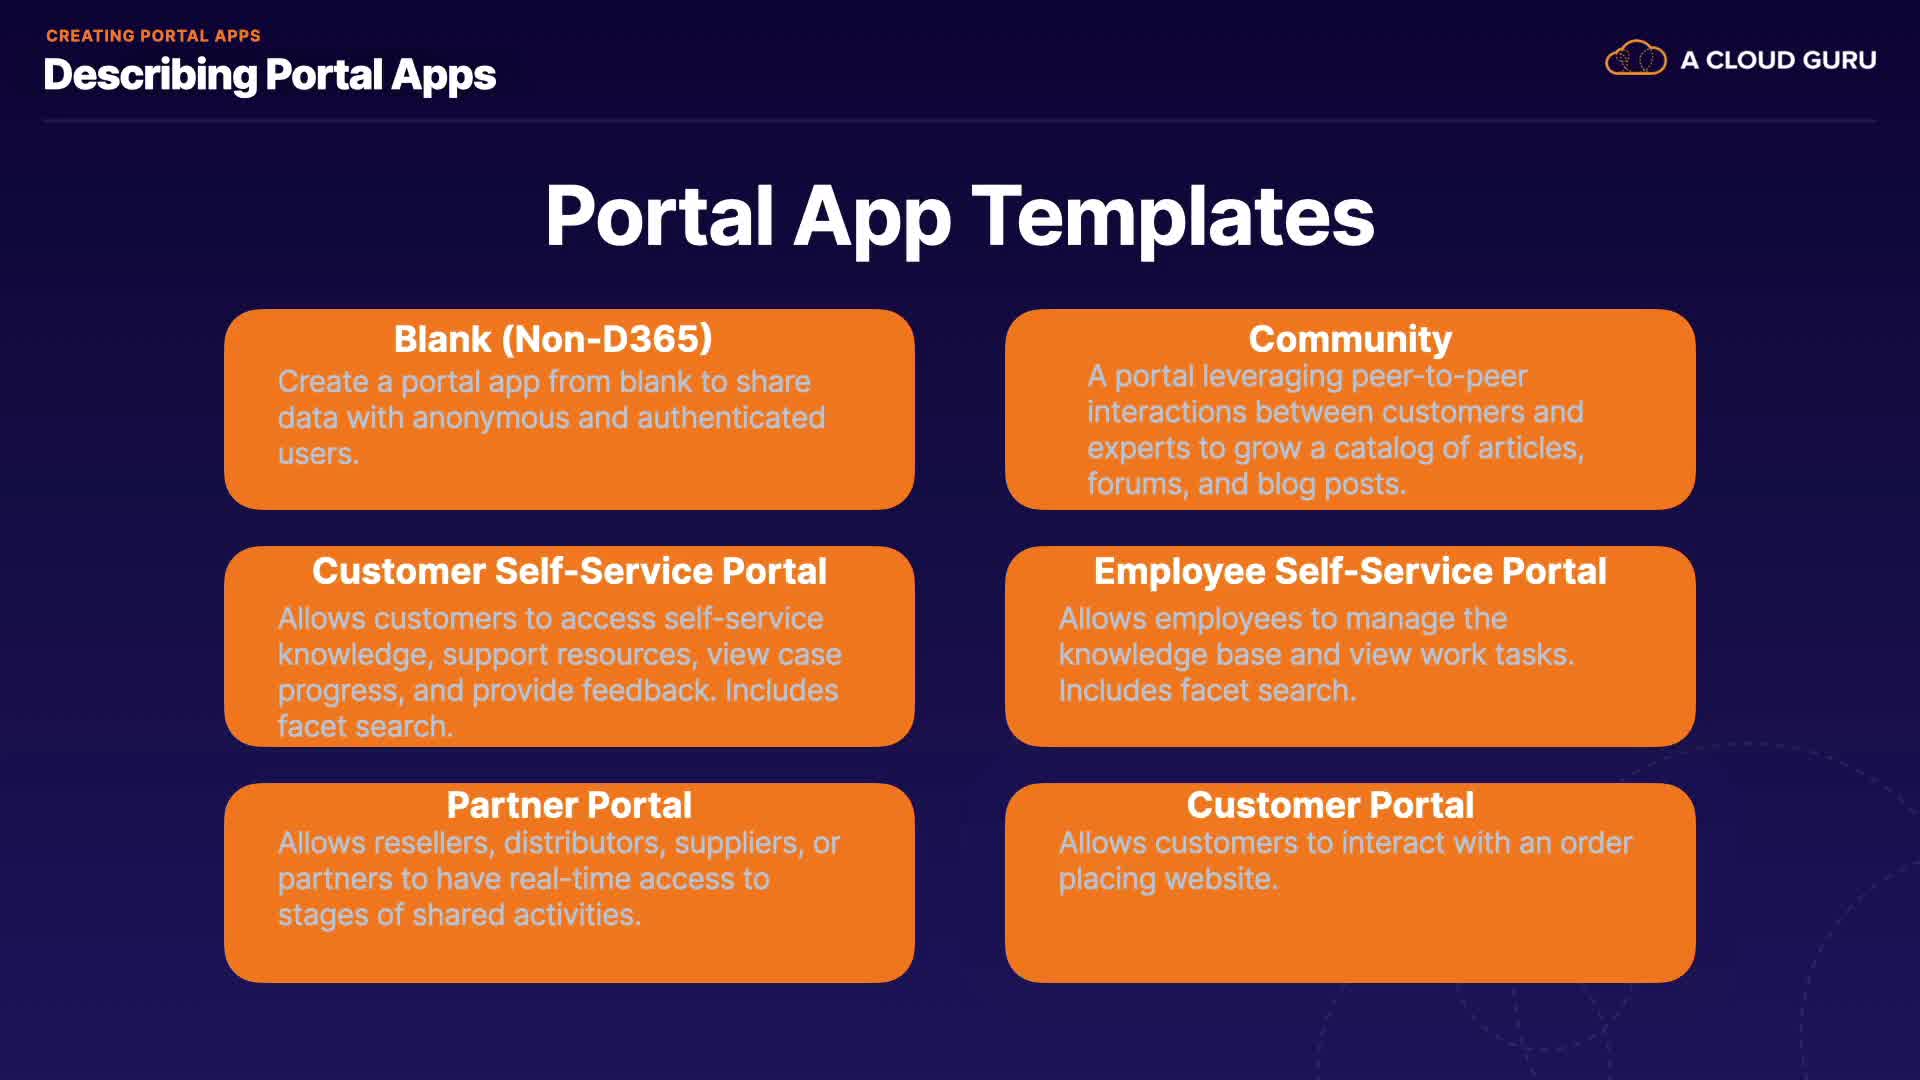 CREATING PORTAL APPS
Describing Portal Apps
A CLOUD GURU
Portal App Templates
Blank (Non-D365)
Create a portal app from blank to share
data with anonymous and authenticated
users.
Community
A portal leveraging peer-to-peer
interactions between customers and
experts to grow a catalog of articles,
forums, and blog posts.
Customer Self-Service Portal
Allows customers to access self-service
knowledge, support resources, view case
progress, and provide feedback. Includes
facet search.
Employee Self-Service Portal
Allows employees to manage the
knowledge base and view work tasks.
Includes facet search.
Partner Portal
Allows resellers, distributors, suppliers, or
partners to have real-time access to
stages of shared activities.
Customer Portal
Allows customers to interact with an order
placing website.